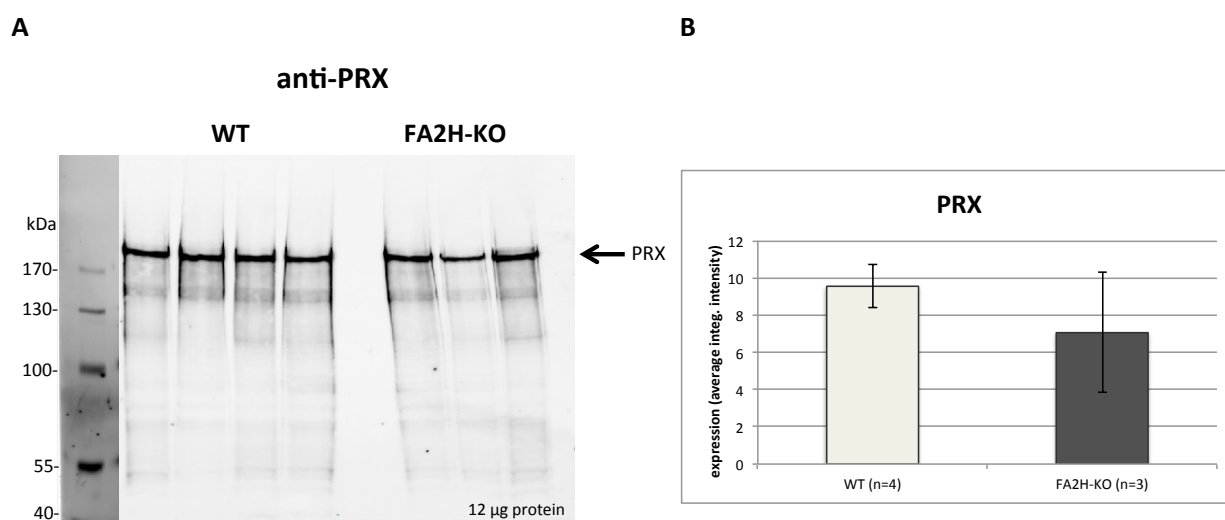 A
anti-PRX
WT FA2H-KO
kDa
170-
130-
100-
55-
40-
PRX
12 µg protein
B
PRX
expression (average integ. intensity)
12
10
8
6
4
2
0
WT (n=4) FA2H-KO (n=3)